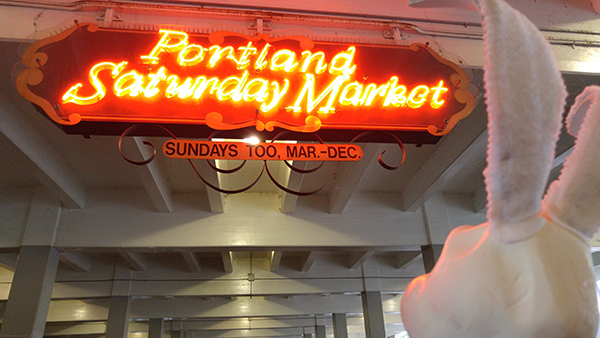 Portland
Saturday Market
SUNDAYS TOO, MAR.-DEC.